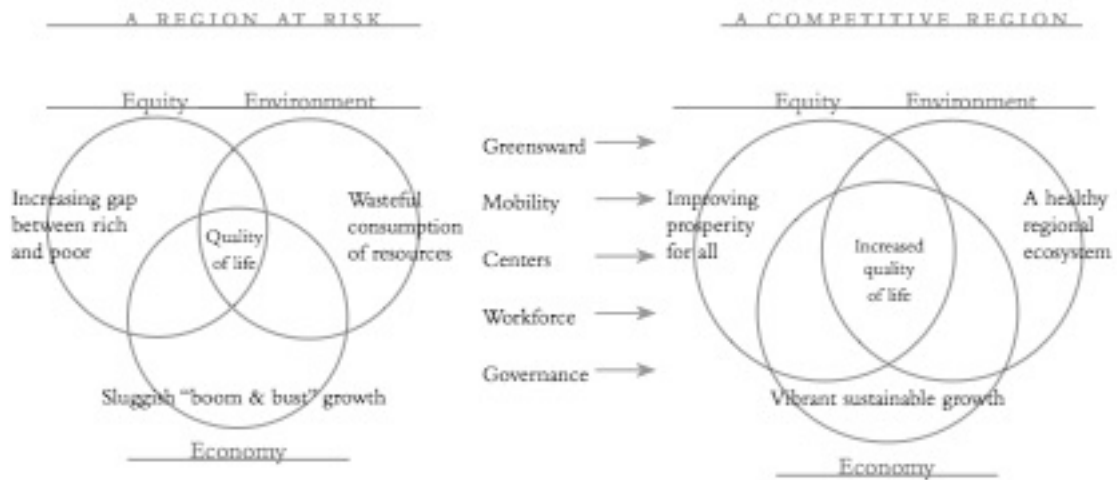 A REGION AT RISK
Equity Environment
Increasing gap
between rich
and poor
Wasteful
consumption
of resources
Quality
of life
Sluggish “boom & bust” growth
Economy
Greensward
Mobility
Centers
Workforce
Governance
A COMPETITIVE REGION
Equity Environment
Improving
prosperity
for all
A healthy
regional
ecosystem
Increased
quality
of life
Vibrant sustainable growth
Economy